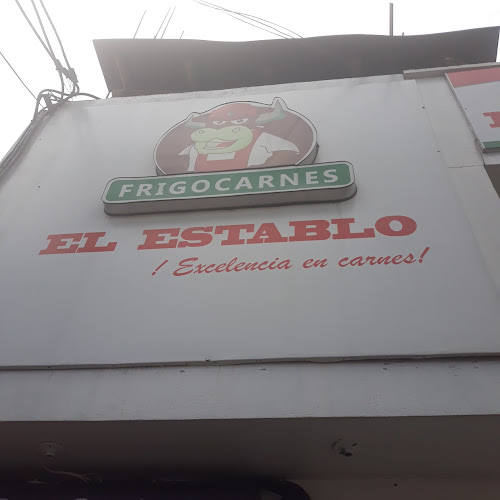 FRIGOCARNES
EL ESTABLO
! Excelencia en carnes!